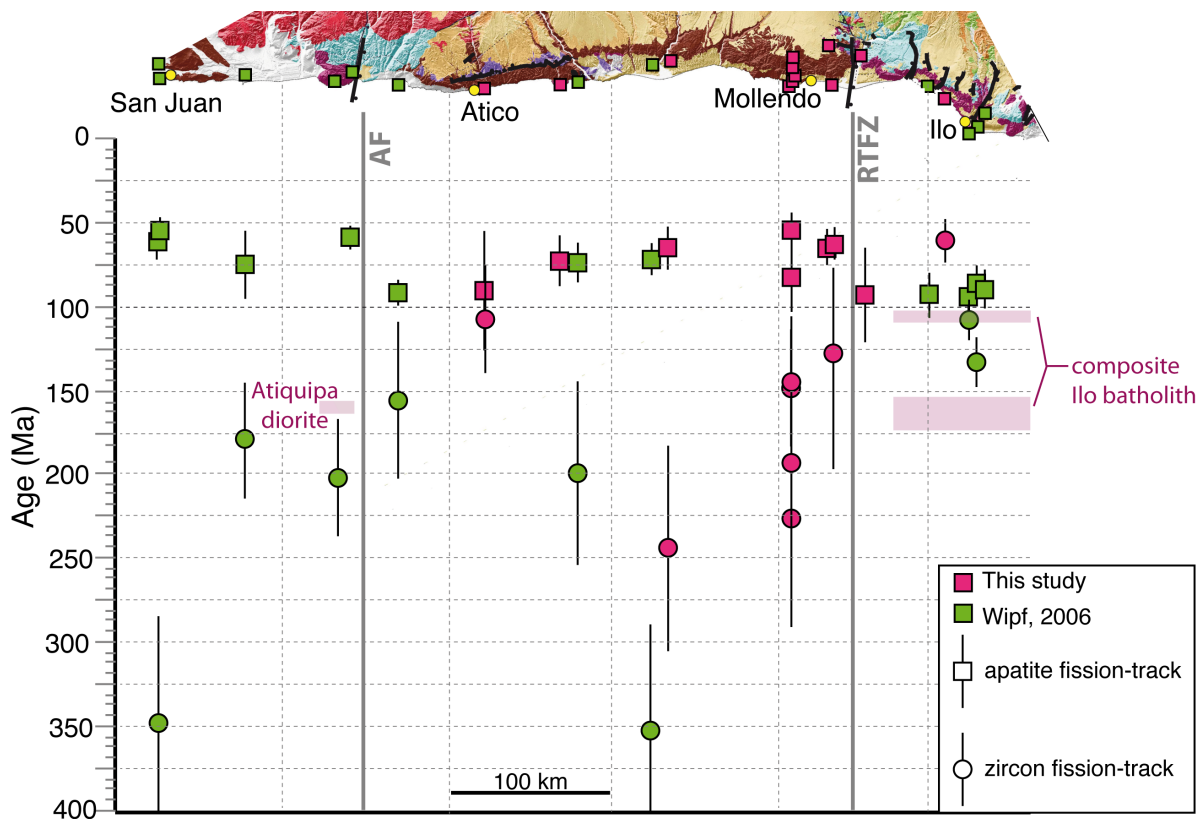 San Juan
Atico
Mollendo
Ilo
AF
RTFZ
0
50
100
150
200
250
300
350
400
Age (Ma)
Atiquipa
diorite
composite
Ilo batholith
100 km
This study
Wipf, 2006
apatite fission-track
zircon fission-track